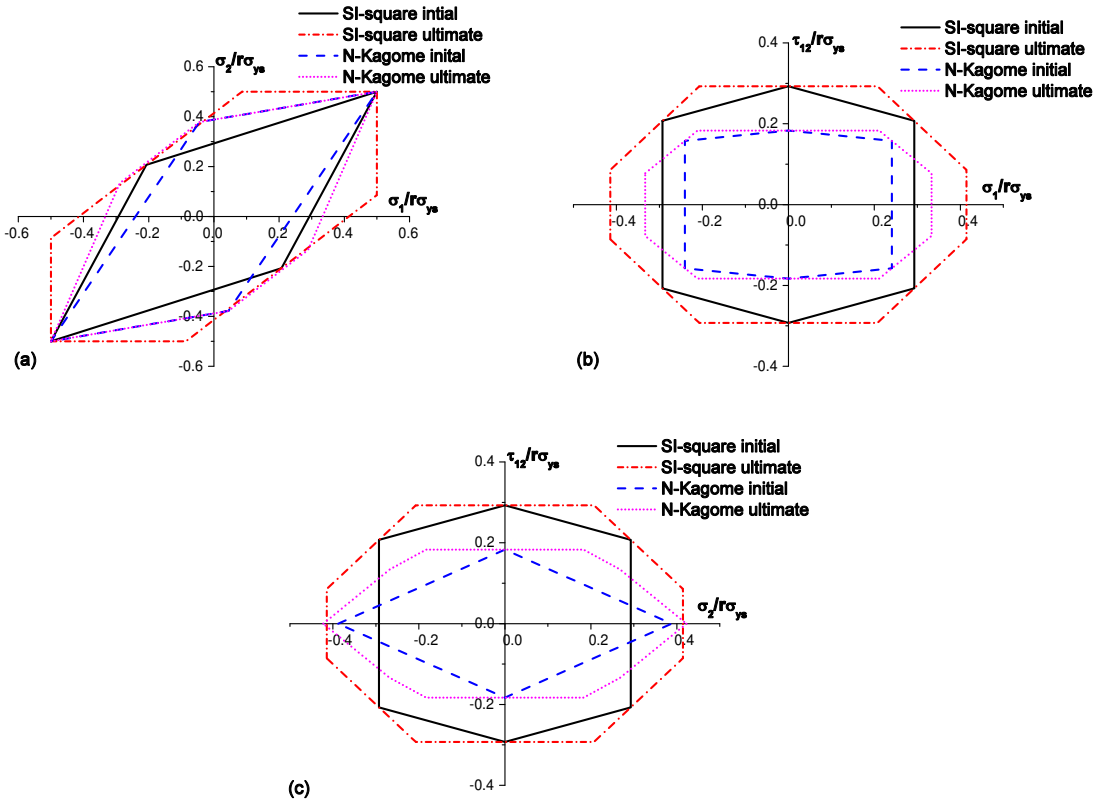 SI-square intial
SI-square ultimate
N-Kagome inital
N-Kagome ultimate
σ2/rσys
0.6
0.4
0.2
0.0
-0.2
-0.4
-0.6
-0.6 -0.4 -0.2 0.0 0.2 0.4 0.6
σ1/rσys
(a)
SI-square initial
SI-square ultimate
N-Kagome initial
N-Kagome ultimate
τ12/rσys
0.4
0.2
0.0
-0.2
-0.4
-0.4 -0.2 0.0 0.2 0.4
σ1/rσys
(b)
SI-square initial
SI-square ultimate
N-Kagome initial
N-Kagome ultimate
τ12/rσys
0.4
0.2
0.0
-0.2
-0.4
-0.4 -0.2 0.0 0.2 0.4
σ2/rσys
(c)